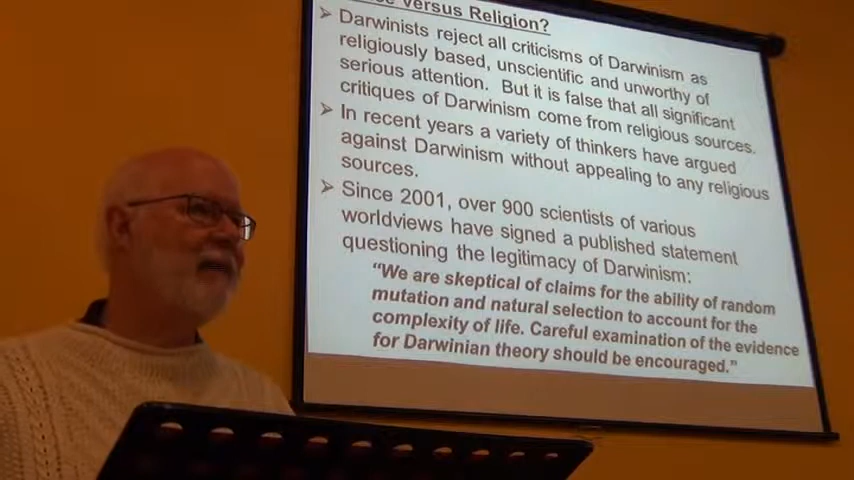 Versus Religion?
➢ Darwinists reject all criticisms of Darwinism as
religiously based, unscientific and unworthy of
serious attention. But it is false that all significant
critiques of Darwinism come from religious sources.
➢ In recent years a variety of thinkers have argued
against Darwinism without appealing to any religious
sources.
➢ Since 2001, over 900 scientists of various
worldviews have signed a published statement
questioning the legitimacy of Darwinism:
“We are skeptical of claims for the ability of random
mutation and natural selection to account for the
complexity of life. Careful examination of the evidence
for Darwinian theory should be encouraged.”